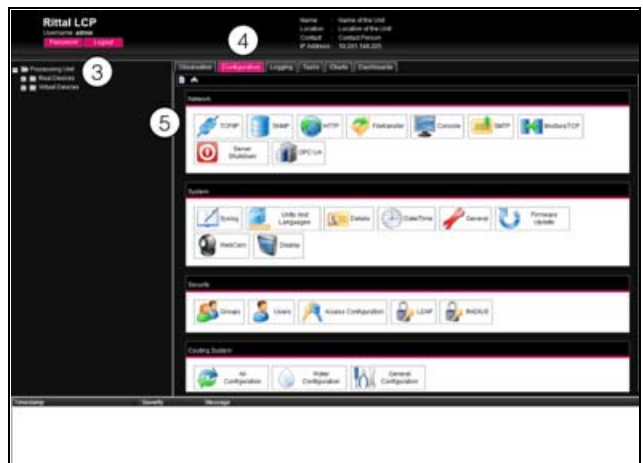 Rittal LCP
Username: admin
Password Logout
Name : Name of the Unit
Location : Location of the Unit
Contact : Contact Person
IP Address : 10.201.148.205
4
3
Processing Unit
Real Devices
Virtual Devices
Observation Configuration Logging Tasks Charts Dashboards
5
Network
TCP/IP SNMP HTTP Filetransfer Console SMTP Modbus/TCP
Server Shutdown OPC-UA
System
Syslog Units And Languages Details Date/Time General Firmware Update
WebCam Display
Security
Groups Users Access Configuration LDAP RADIUS
Cooling System
Air Configuration Water Configuration General Configuration
Timestamp Severity Message